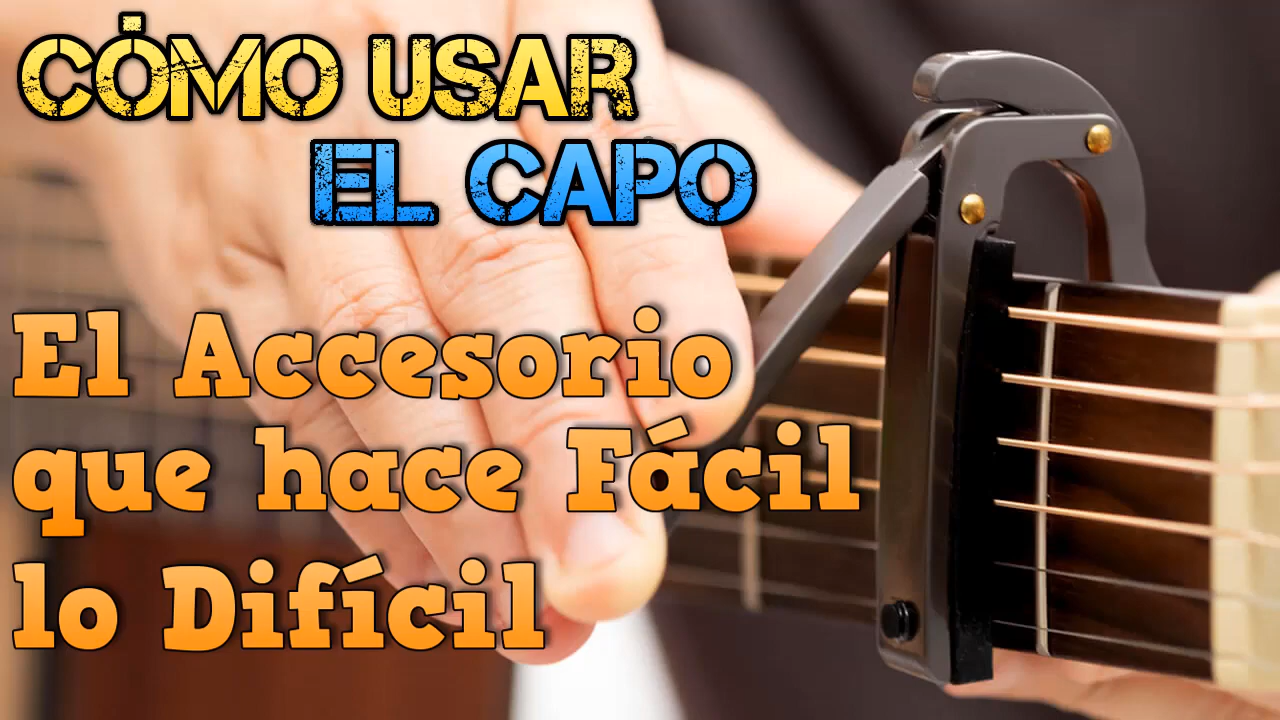 CÓMO USAR
EL CAPO
El Accesorio
que hace Fácil
lo Difícil